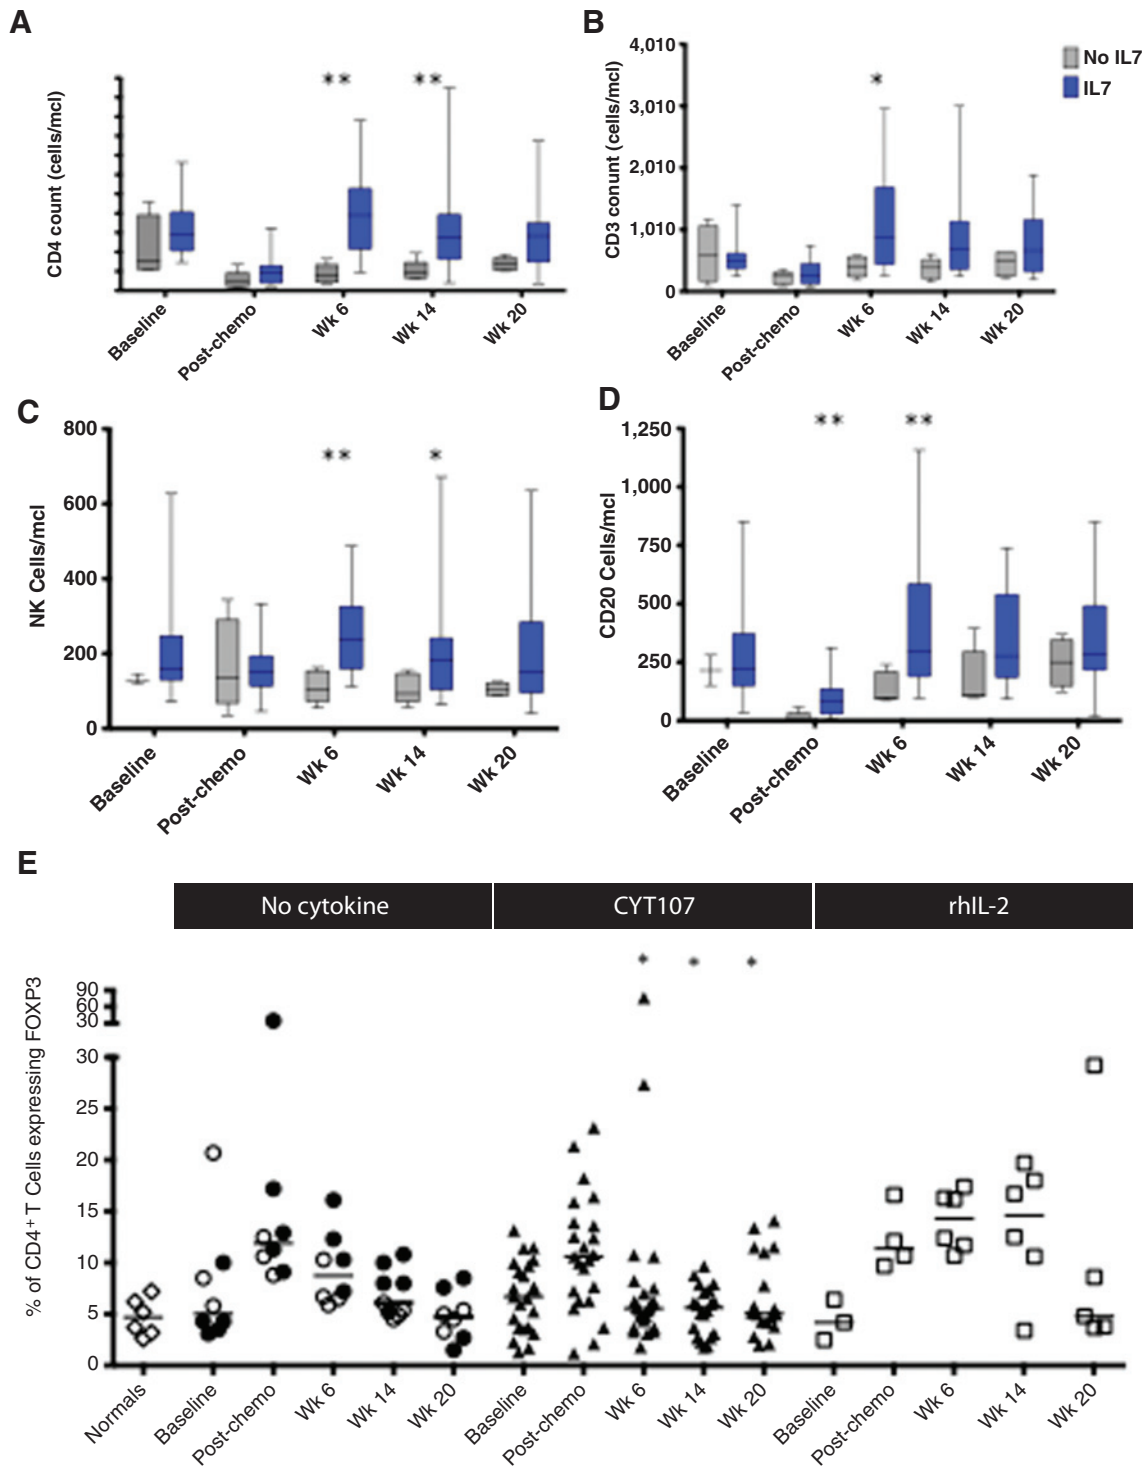 A
CD4 count (cells/mcl)
** **
Baseline Post-chemo Wk 6 Wk 14 Wk 20
B
CD3 count (cells/mcl)
4,010
3,010
2,010
1,010
0
*
Baseline Post-chemo Wk 6 Wk 14 Wk 20
No IL7
IL7
C
NK Cells/mcl
800
600
400
200
0
** *
Baseline Post-chemo Wk 6 Wk 14 Wk 20
D
CD20 Cells/mcl
1,250
1,000
750
500
250
0
** **
Baseline Post-chemo Wk 6 Wk 14 Wk 20
E
No cytokine CYT107 rhIL-2
* * *
% of CD4+ T Cells expressing FOXP3
90
60
30
30
25
20
15
10
5
0
Normals Baseline Post-chemo Wk 6 Wk 14 Wk 20 Baseline Post-chemo Wk 6 Wk 14 Wk 20 Baseline Post-chemo Wk 6 Wk 14 Wk 20